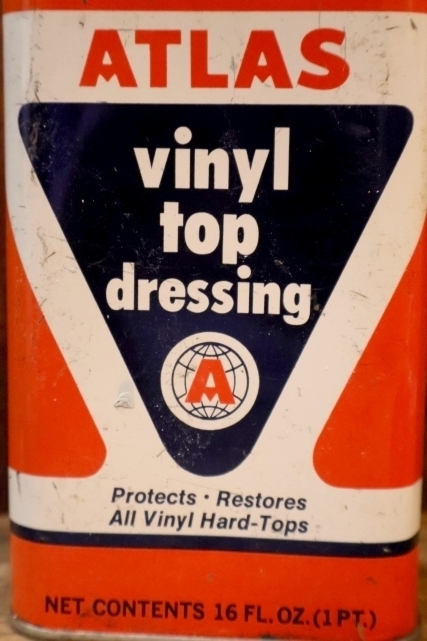 ATLAS
vinyl
top
dressing
A
Protects · Restores
All Vinyl Hard-Tops
NET CONTENTS 16 FL. OZ. (1 PT.)